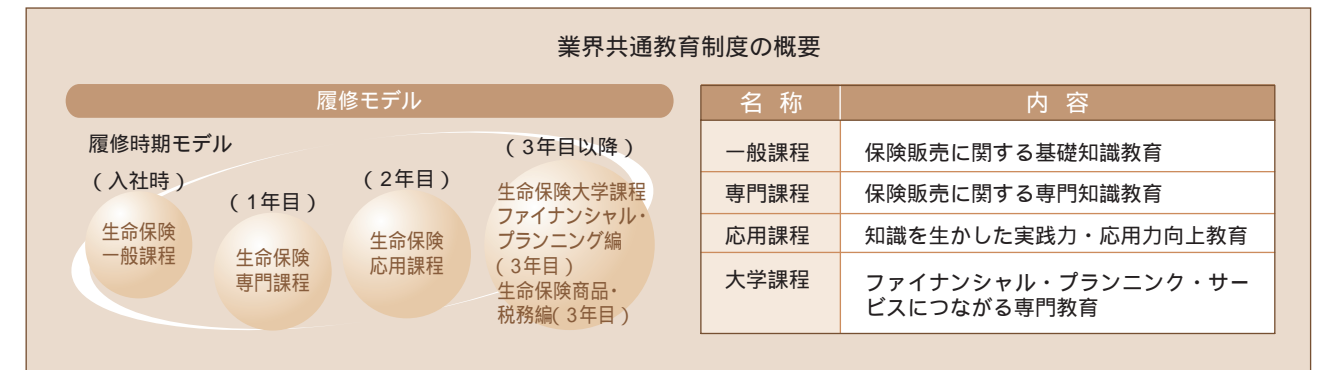 業界共通教育制度の概要
履修モデル
履修時期モデル
(入社時)
生命保険
一般課程
(1年目)
生命保険
専門課程
(2年目)
生命保険
応用課程
(3年目以降)
生命保険大学課程
ファイナンシャル・
プランニング編
(3年目)
生命保険商品・
税務編(3年目)
名 称 内 容
一般課程 保険販売に関する基礎知識教育
専門課程 保険販売に関する専門知識教育
応用課程 知識を生かした実践力・応用力向上教育
大学課程 ファイナンシャル・プランニンク・サー
ビスにつながる専門教育